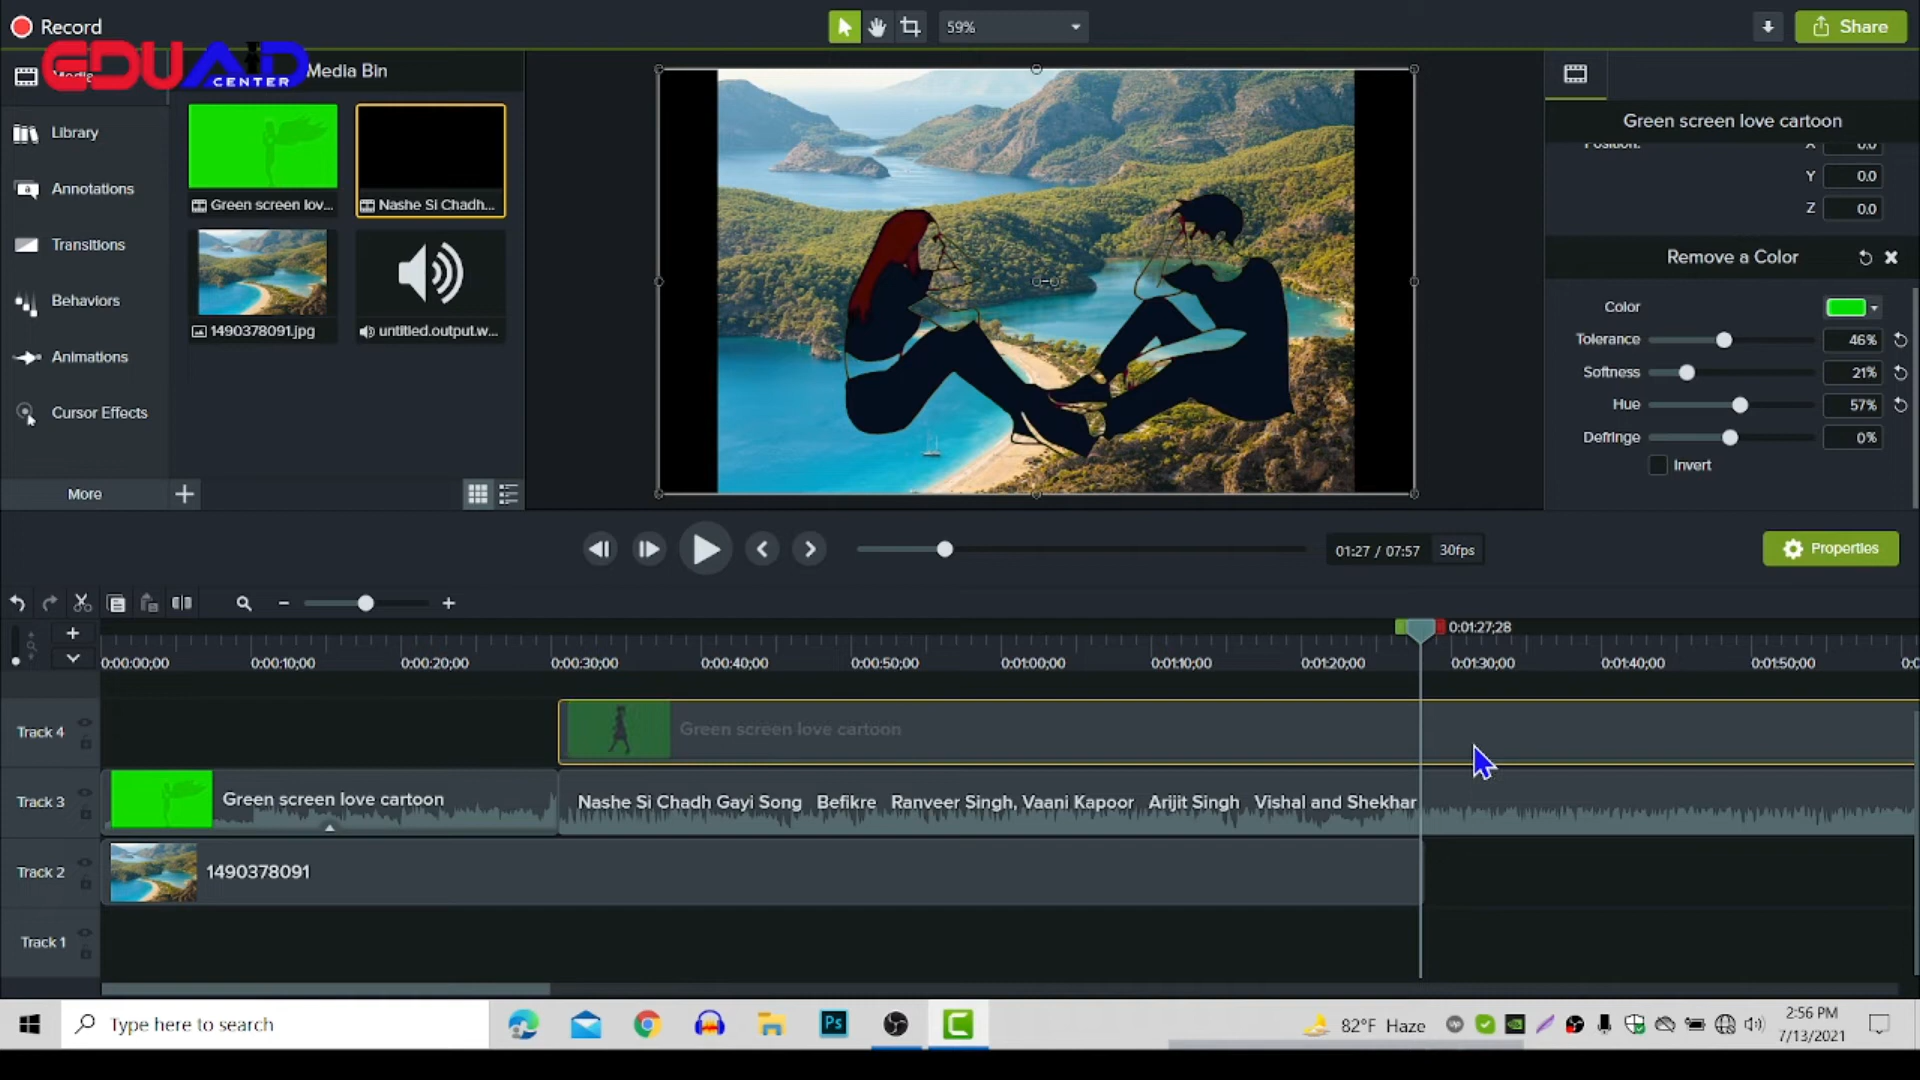 Record
59%
Share
EDUAID
CENTER
Media Bin
Library
Annotations
Transitions
Behaviors
Animations
Cursor Effects
More
Green screen lov...
Nashe Si Chadh...
1490378091.jpg
untitled.output.w...
Green screen love cartoon
Position:
X 0.0
Y 0.0
Z 0.0
Remove a Color
Color
Tolerance 46%
Softness 21%
Hue 57%
Defringe 0%
Invert
01:27 / 07:57 30fps
Properties
0:01:27;28
0:00:00;00 0:00:10;00 0:00:20;00 0:00:30;00 0:00:40;00 0:00:50;00 0:01:00;00 0:01:10;00 0:01:20;00 0:01:30;00 0:01:40;00 0:01:50;00
Track 4
Green screen love cartoon
Track 3
Green screen love cartoon
Nashe Si Chadh Gayi Song Befikre Ranveer Singh, Vaani Kapoor Arijit Singh Vishal and Shekhar
Track 2
1490378091
Track 1
Type here to search
Ps
82°F Haze
2:56 PM
7/13/2021